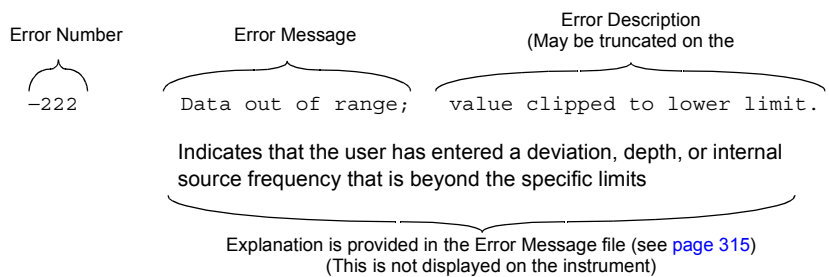 Error Number
Error Message
Error Description
(May be truncated on the
−222
Data out of range;
value clipped to lower limit.
Indicates that the user has entered a deviation, depth, or internal
source frequency that is beyond the specific limits
Explanation is provided in the Error Message file (see page 315)
(This is not displayed on the instrument)